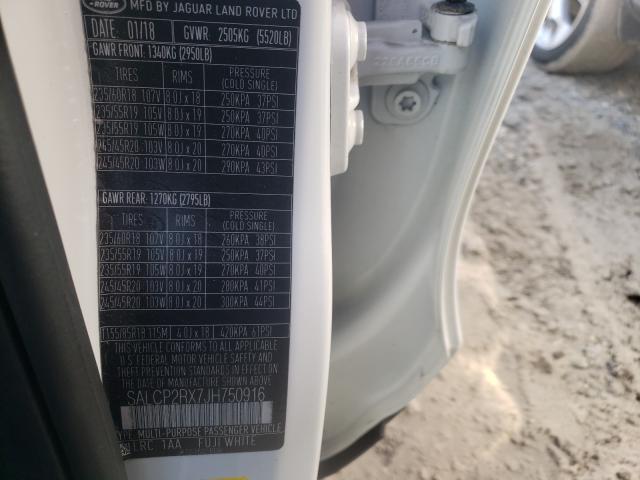 ROVER
MFD BY JAGUAR LAND ROVER LTD
DATE: 01/18 GVWR: 2505KG (5520LB)
GAWR FRONT: 1340KG (2950LB)
TIRES RIMS PRESSURE (COLD SINGLE)
235/60R18 107V 8.0J x 18 250KPA 37PSI
235/55R19 105V 8.0J x 19 250KPA 37PSI
235/55R19 105W 8.0J x 19 270KPA 40PSI
245/45R20 103V 8.0J x 20 270KPA 40PSI
245/45R20 103W 8.0J x 20 290KPA 43PSI
GAWR REAR: 1270KG (2795LB)
TIRES RIMS PRESSURE (COLD SINGLE)
235/60R18 107V 8.0J x 18 260KPA 38PSI
235/55R19 105V 8.0J x 19 250KPA 37PSI
235/55R19 105W 8.0J x 19 270KPA 40PSI
245/45R20 103V 8.0J x 20 280KPA 41PSI
245/45R20 103W 8.0J x 20 300KPA 44PSI
T155/85R18 115M 4.0J x 18 420KPA 61PSI
THIS VEHICLE CONFORMS TO ALL APPLICABLE
U.S. FEDERAL MOTOR VEHICLE SAFETY AND
THEFT PREVENTION STANDARDS IN EFFECT ON
THE DATE OF MANUFACTURE SHOWN ABOVE.
SALCP2RX7JH750916
TYPE: MULTI-PURPOSE PASSENGER VEHICLE
LRC 1AA FUJI WHITE